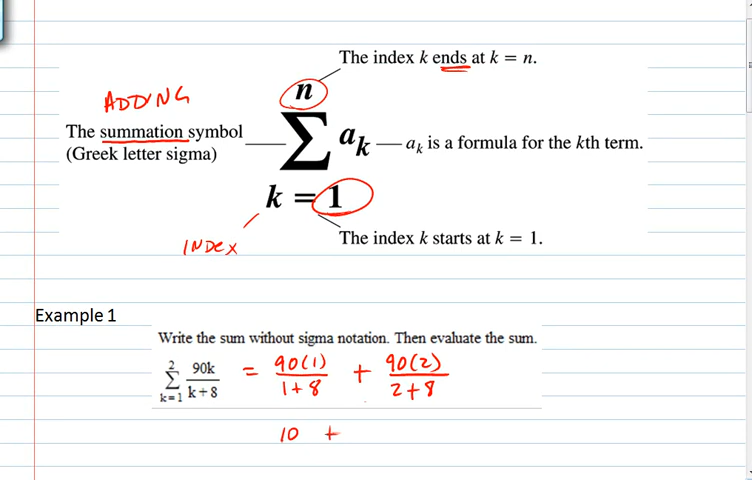 The index k ends at k = n.
n
ADDING
The summation symbol
(Greek letter sigma)
∑ a_k
a_k is a formula for the kth term.
k = 1
INDEX
The index k starts at k = 1.
Example 1
Write the sum without sigma notation. Then evaluate the sum.
2
∑ 90k / k+8 = 90(1) / 1+8 + 90(2) / 2+8
k=1
10 +